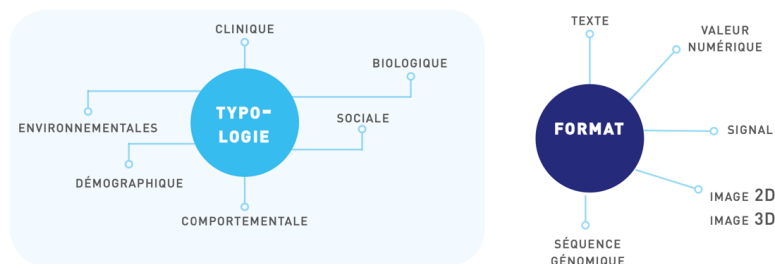 CLINIQUE
BIOLOGIQUE
TYPO-
LOGIE
SOCIALE
ENVIRONNEMENTALES
DÉMOGRAPHIQUE
COMPORTEMENTALE
TEXTE
VALEUR
NUMÉRIQUE
FORMAT
SIGNAL
IMAGE 2D
IMAGE 3D
SÉQUENCE
GÉNOMIQUE